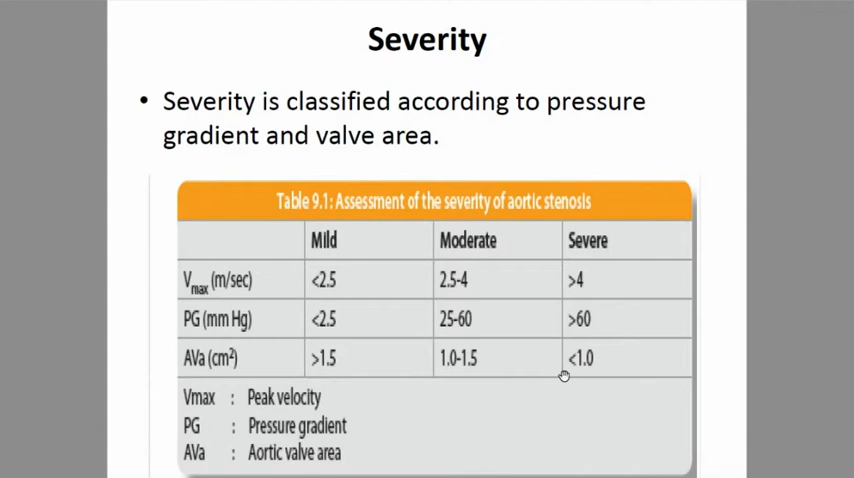 Severity
• Severity is classified according to pressure
gradient and valve area.
Table 9.1: Assessment of the severity of aortic stenosis
Mild Moderate Severe
Vmax (m/sec) <2.5 2.5-4 >4
PG (mm Hg) <2.5 25-60 >60
AVa (cm²) >1.5 1.0-1.5 <1.0
Vmax : Peak velocity
PG : Pressure gradient
AVa : Aortic valve area